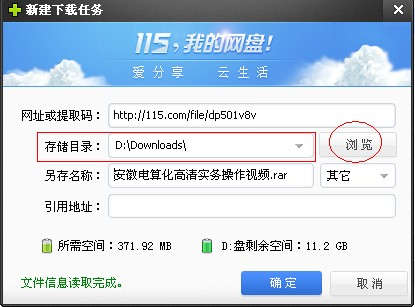 新建下载任务
115,我的网盘!
爱分享 云生活
网址或提取码: http://115.com/file/dp501v8v
存储目录: D:\Downloads\ 浏览
另存名称: 安徽电算化高清实务操作视频.rar 其它
引用地址:
所需空间:371.92 MB D:盘剩余空间:11.2 GB
文件信息读取完成。 确定 取消